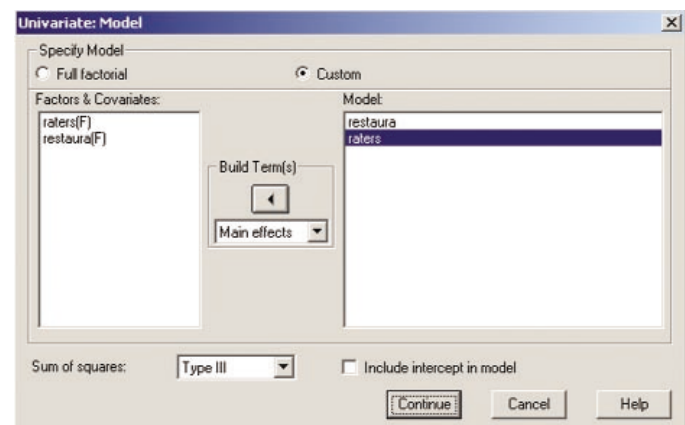 Univariate: Model
Specify Model
Full factorial
Custom
Factors & Covariates:
raters(F)
restaura(F)
Build Term(s)
Main effects
Model:
restaura
raters
Sum of squares:
Type III
Include intercept in model
Continue
Cancel
Help